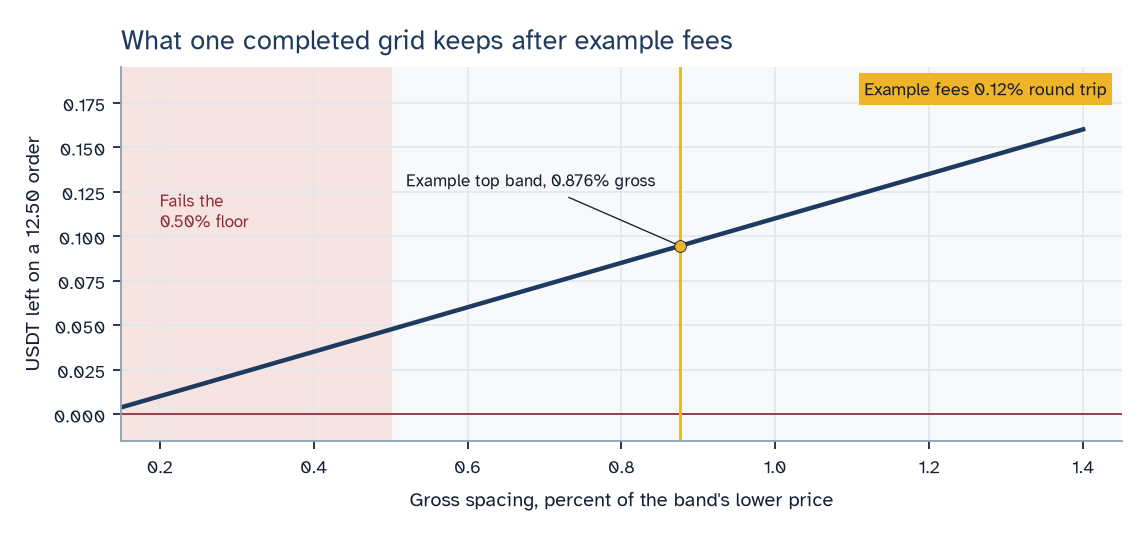 What one completed grid keeps after example fees
Example fees 0.12% round trip
Example top band, 0.876% gross
Fails the
0.50% floor
USDT left on a 12.50 order
0.175
0.150
0.125
0.100
0.075
0.050
0.025
0.000
0.2 0.4 0.6 0.8 1.0 1.2 1.4
Gross spacing, percent of the band's lower price